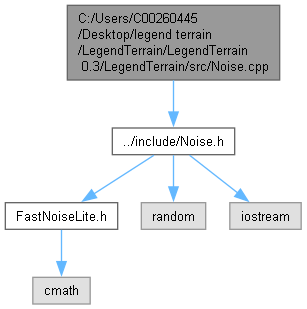 C:/Users/C00260445
/Desktop/legend terrain
/LegendTerrain/LegendTerrain
0.3/LegendTerrain/src/Noise.cpp
../include/Noise.h
FastNoiseLite.h
random
iostream
cmath